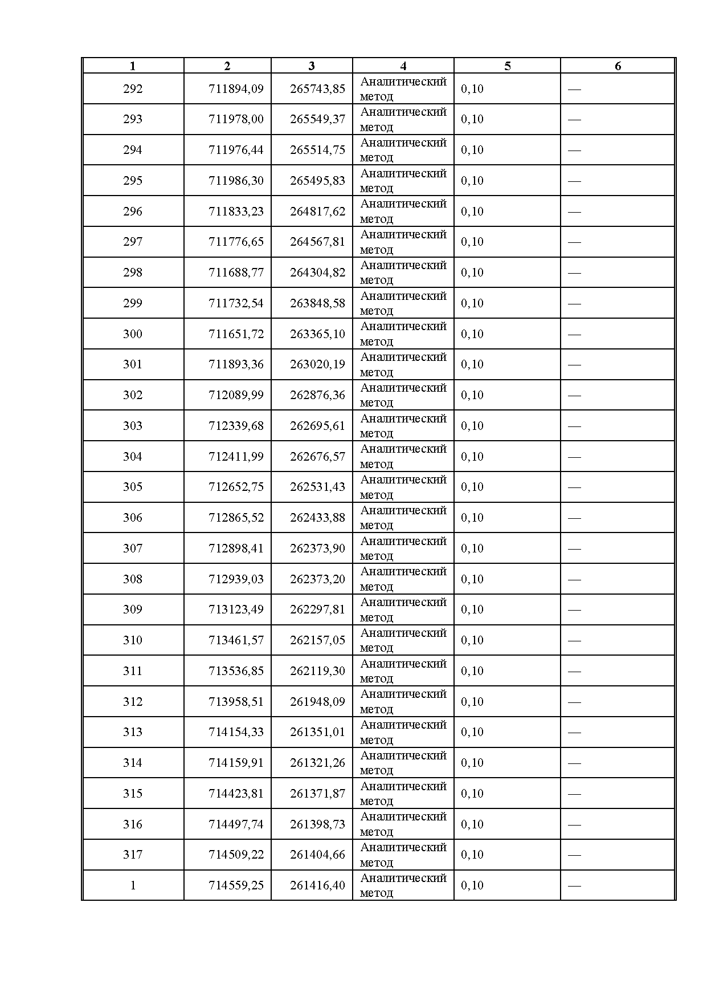 1 2 3 4 5 6
292 711894,09 265743,85 Аналитический метод 0,10 —
293 711978,00 265549,37 Аналитический метод 0,10 —
294 711976,44 265514,75 Аналитический метод 0,10 —
295 711986,30 265495,83 Аналитический метод 0,10 —
296 711833,23 264817,62 Аналитический метод 0,10 —
297 711776,65 264567,81 Аналитический метод 0,10 —
298 711688,77 264304,82 Аналитический метод 0,10 —
299 711732,54 263848,58 Аналитический метод 0,10 —
300 711651,72 263365,10 Аналитический метод 0,10 —
301 711893,36 263020,19 Аналитический метод 0,10 —
302 712089,99 262876,36 Аналитический метод 0,10 —
303 712339,68 262695,61 Аналитический метод 0,10 —
304 712411,99 262676,57 Аналитический метод 0,10 —
305 712652,75 262531,43 Аналитический метод 0,10 —
306 712865,52 262433,88 Аналитический метод 0,10 —
307 712898,41 262373,90 Аналитический метод 0,10 —
308 712939,03 262373,20 Аналитический метод 0,10 —
309 713123,49 262297,81 Аналитический метод 0,10 —
310 713461,57 262157,05 Аналитический метод 0,10 —
311 713536,85 262119,30 Аналитический метод 0,10 —
312 713958,51 261948,09 Аналитический метод 0,10 —
313 714154,33 261351,01 Аналитический метод 0,10 —
314 714159,91 261321,26 Аналитический метод 0,10 —
315 714423,81 261371,87 Аналитический метод 0,10 —
316 714497,74 261398,73 Аналитический метод 0,10 —
317 714509,22 261404,66 Аналитический метод 0,10 —
1 714559,25 261416,40 Аналитический метод 0,10 —